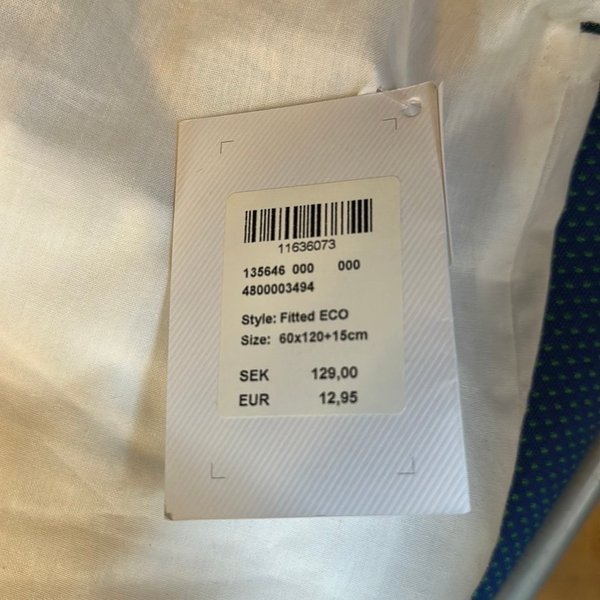 11636073
135646 000 000
4800003494
Style: Fitted ECO
Size: 60x120+15cm
SEK 129,00
EUR 12,95